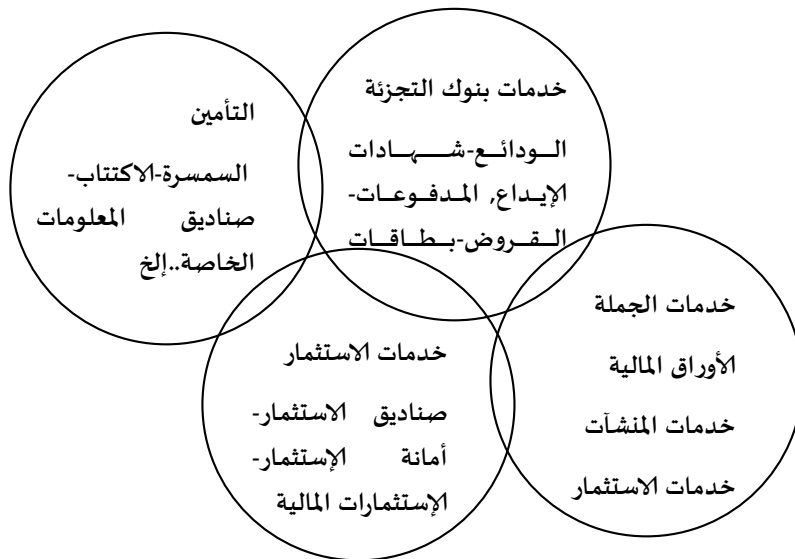 خدمات بنوك التجزئة
الودائع-شهادات
الإيداع, المدفوعات-
القروض-بطاقات
التأمين
السمسرة-الاكتتاب-
صناديق المعلومات
الخاصة..إلخ
خدمات الجملة
الأوراق المالية
خدمات المنشآت
خدمات الاستثمار
خدمات الاستثمار
صناديق الاستثمار-
أمانة الإستثمار-
الإستثمارات المالية